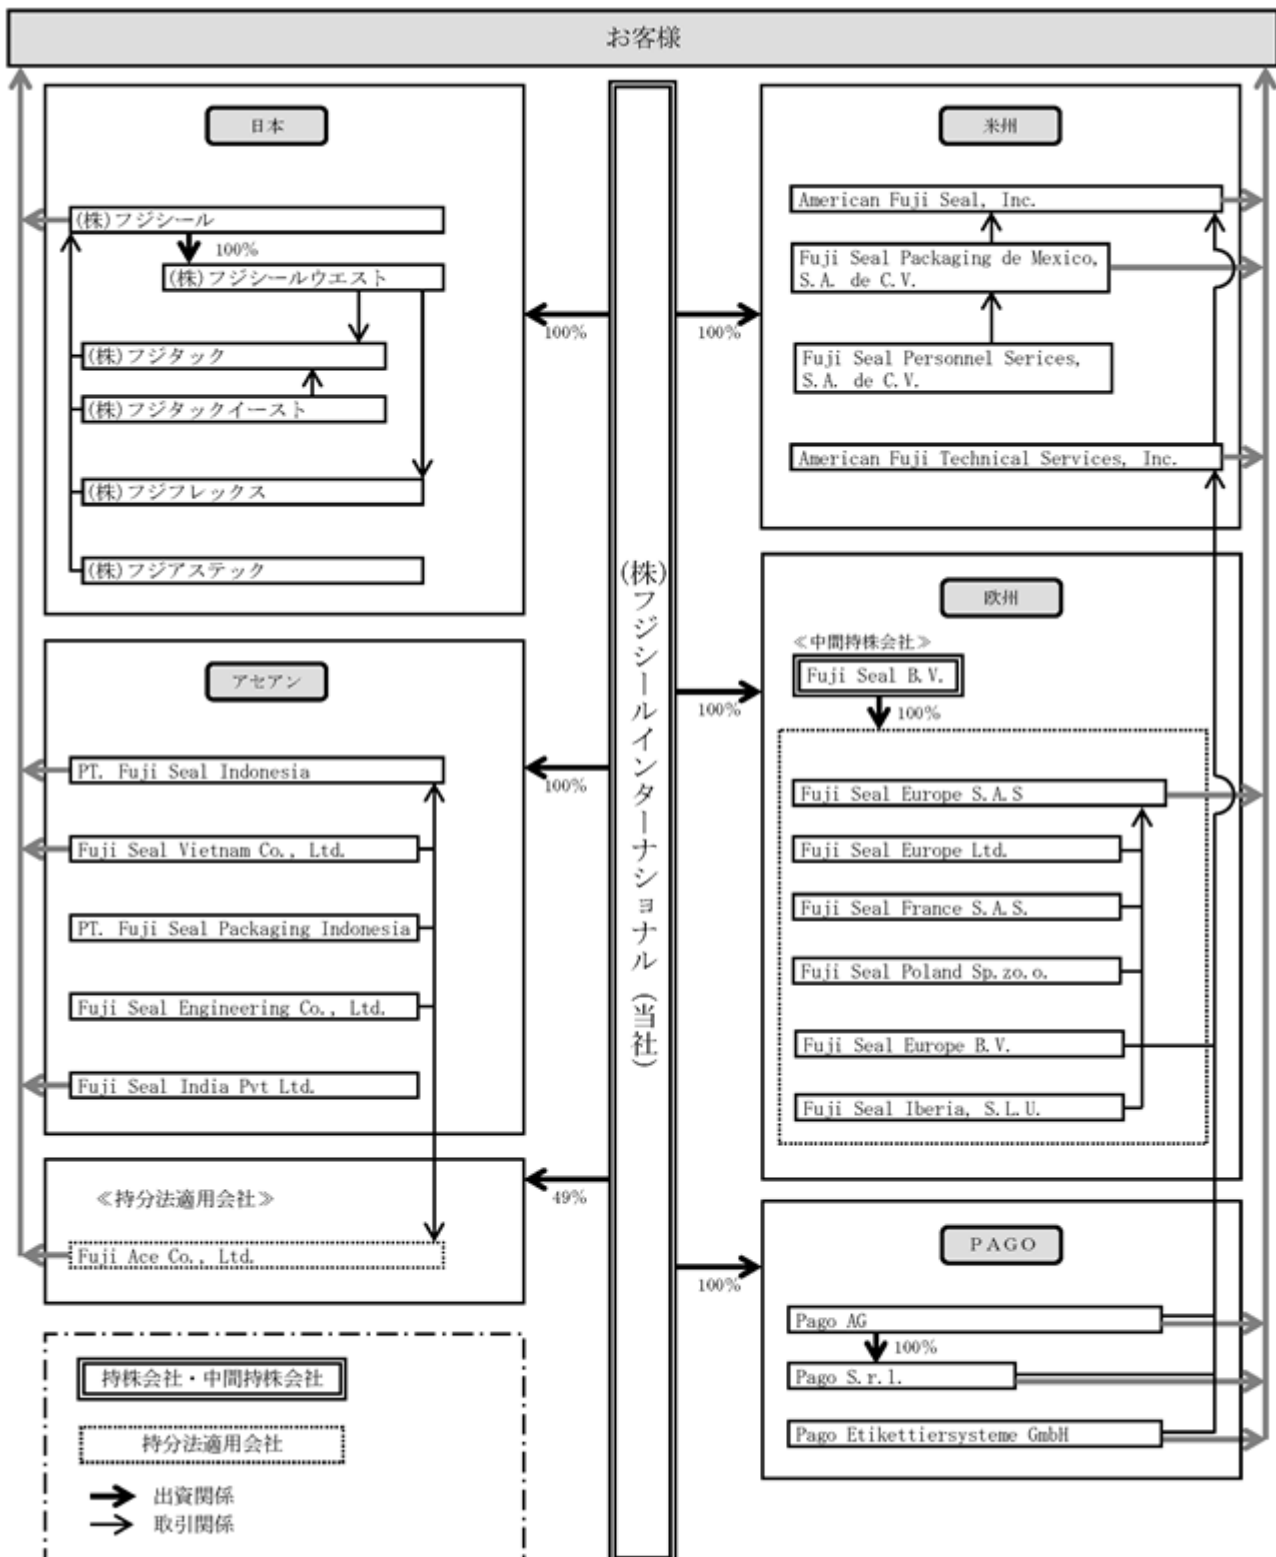 お客様
日本
(株)フジシール
100%
(株)フジシールウエスト
(株)フジタック
(株)フジタックイースト
(株)フジフレックス
(株)フジアステック
100%
アセアン
PT. Fuji Seal Indonesia
Fuji Seal Vietnam Co., Ltd.
PT. Fuji Seal Packaging Indonesia
Fuji Seal Engineering Co., Ltd.
Fuji Seal India Pvt Ltd.
100%
≪持分法適用会社≫
Fuji Ace Co., Ltd.
49%
持株会社・中間持株会社
持分法適用会社
出資関係
取引関係
(株)フジシールインターナショナル(当社)
米州
American Fuji Seal, Inc.
Fuji Seal Packaging de Mexico,
S.A. de C.V.
Fuji Seal Personnel Serices,
S.A. de C.V.
American Fuji Technical Services, Inc.
100%
欧州
≪中間持株会社≫
Fuji Seal B.V.
100%
100%
Fuji Seal Europe S.A.S
Fuji Seal Europe Ltd.
Fuji Seal France S.A.S.
Fuji Seal Poland Sp.zo.o.
Fuji Seal Europe B.V.
Fuji Seal Iberia, S.L.U.
PAGO
100%
Pago AG
100%
Pago S.r.l.
Pago Etikettiersysteme GmbH